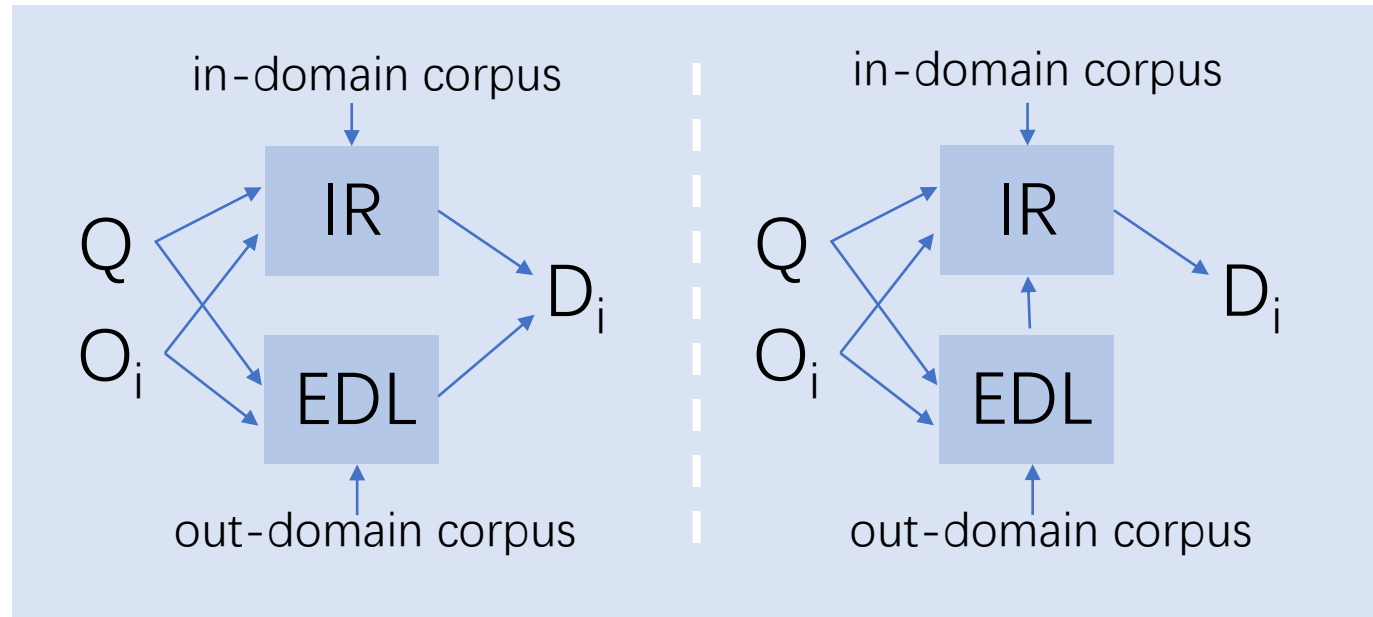 in-domain corpus
IR
Q
O_i
D_i
EDL
out-domain corpus
in-domain corpus
IR
Q
O_i
D_i
EDL
out-domain corpus